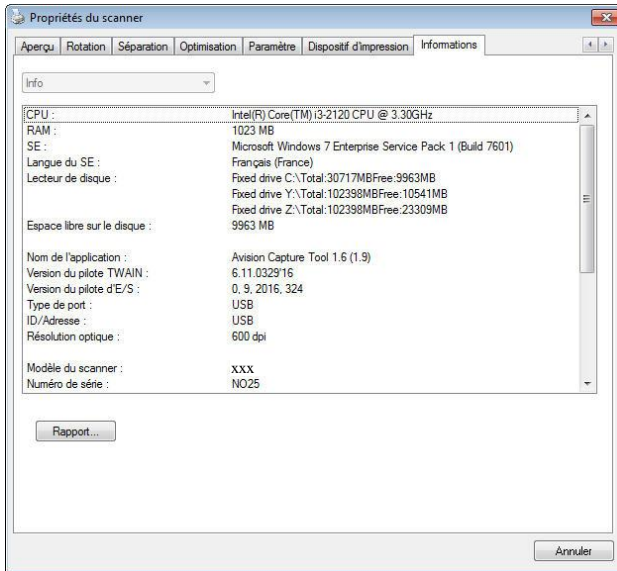 Propriétés du scanner
Aperçu Rotation Séparation Optimisation Paramètre Dispositif d'impression Informations
Info
CPU : Intel(R) Core(TM) i3-2120 CPU @ 3.30GHz
RAM : 1023 MB
SE : Microsoft Windows 7 Enterprise Service Pack 1 (Build 7601)
Langue du SE : Français (France)
Lecteur de disque : Fixed drive C:\Total:30717MBFree:9963MB
Fixed drive Y:\Total:102398MBFree:10541MB
Fixed drive Z:\Total:102398MBFree:23309MB
Espace libre sur le disque : 9963 MB
Nom de l'application : Avision Capture Tool 1.6 (1.9)
Version du pilote TWAIN : 6.11.0329'16
Version du pilote d'E/S : 0, 9, 2016, 324
Type de port : USB
ID/Adresse : USB
Résolution optique : 600 dpi
Modèle du scanner : xxx
Numéro de série : NO25
Rapport...
Annuler